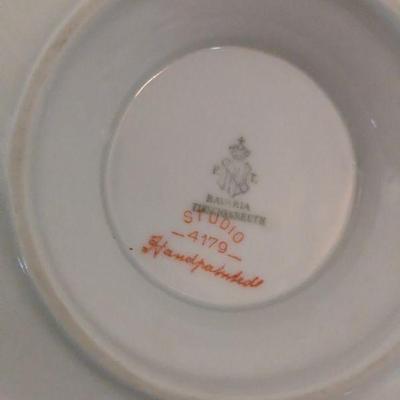 P. T.
BAVARIA
TIRSCHENREUTH
STUDIO
—4179—
Handpainted